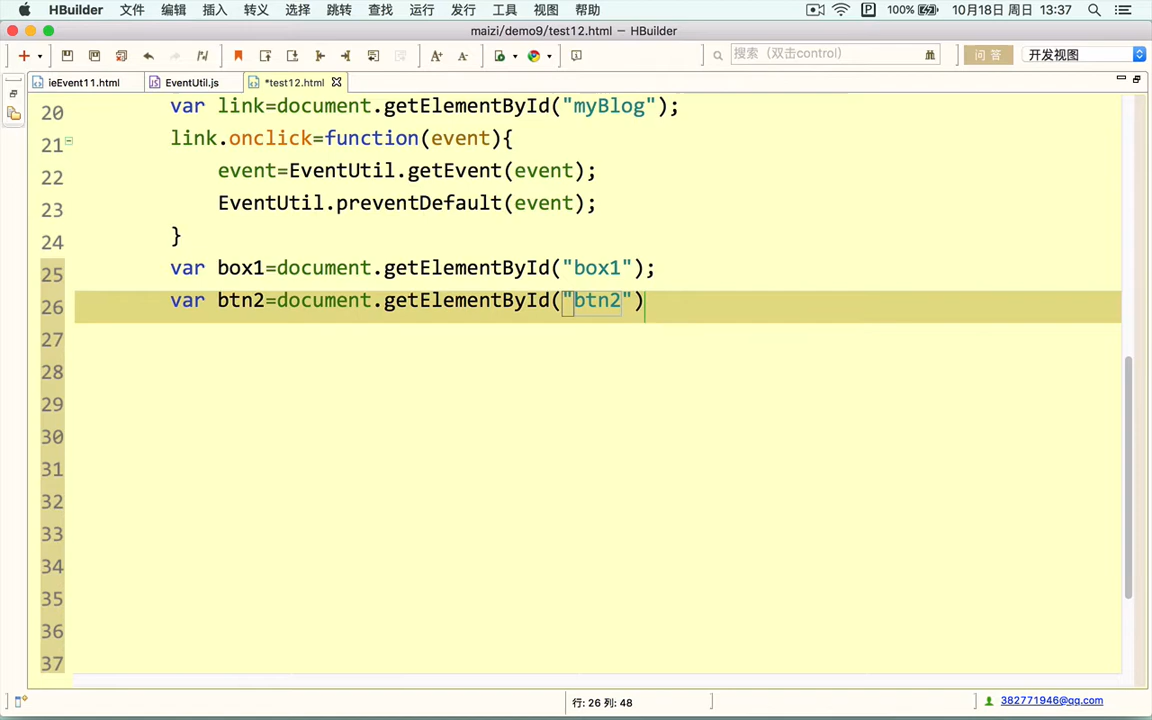 HBuilder 文件 编辑 插入 转义 选择 跳转 查找 运行 发行 工具 视图 帮助 P 100% 10月18日 周日 13:37
maizi/demo9/test12.html — HBuilder
搜索（双击control） 问答 开发视图
ieEvent11.html EventUtil.js *test12.html
20 var link=document.getElementById("myBlog");
21 link.onclick=function(event){
22 event=EventUtil.getEvent(event);
23 EventUtil.preventDefault(event);
24 }
25 var box1=document.getElementById("box1");
26 var btn2=document.getElementById("btn2")
27
28
29
30
31
32
33
34
35
36
37
行: 26 列: 48 382771946@qq.com